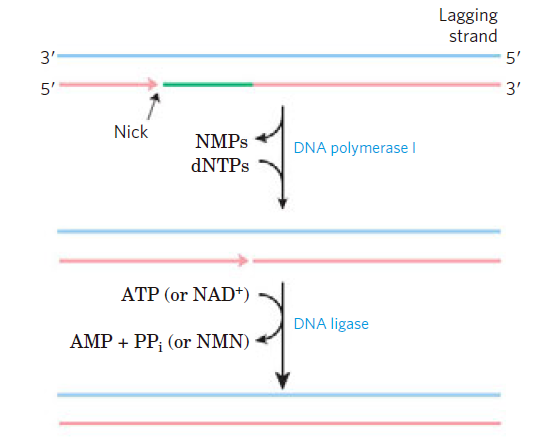 Lagging
strand
3′ 5′
5′ 3′
Nick
NMPs
dNTPs
DNA polymerase I
ATP (or NAD⁺)
DNA ligase
AMP + PPᵢ (or NMN)